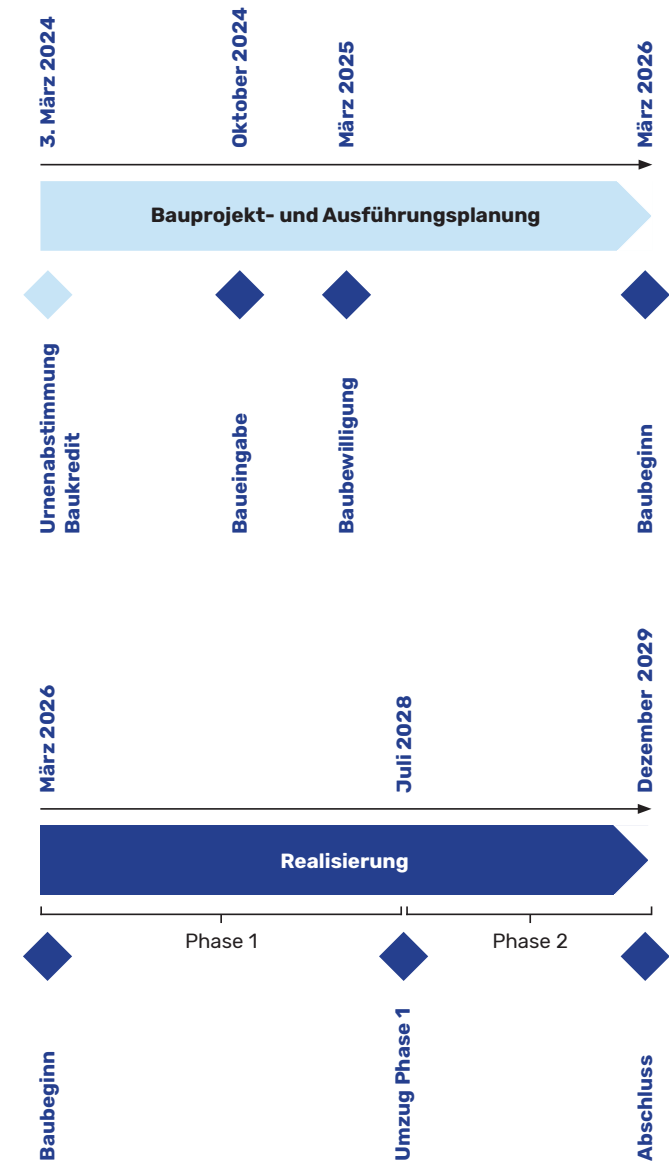 3. März 2024
Oktober 2024
März 2025
März 2026
Bauprojekt- und Ausführungsplanung
Urnenabstimmung
Baukredit
Baueingabe
Baubewilligung
Baubeginn
März 2026
Juli 2028
Dezember 2029
Realisierung
Phase 1
Phase 2
Baubeginn
Umzug Phase 1
Abschluss